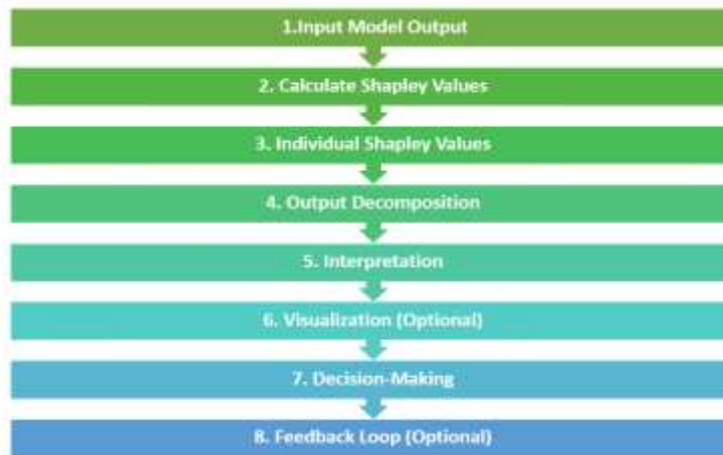 1.Input Model Output
2. Calculate Shapley Values
3. Individual Shapley Values
4. Output Decomposition
5. Interpretation
6. Visualization (Optional)
7. Decision-Making
8. Feedback Loop (Optional)